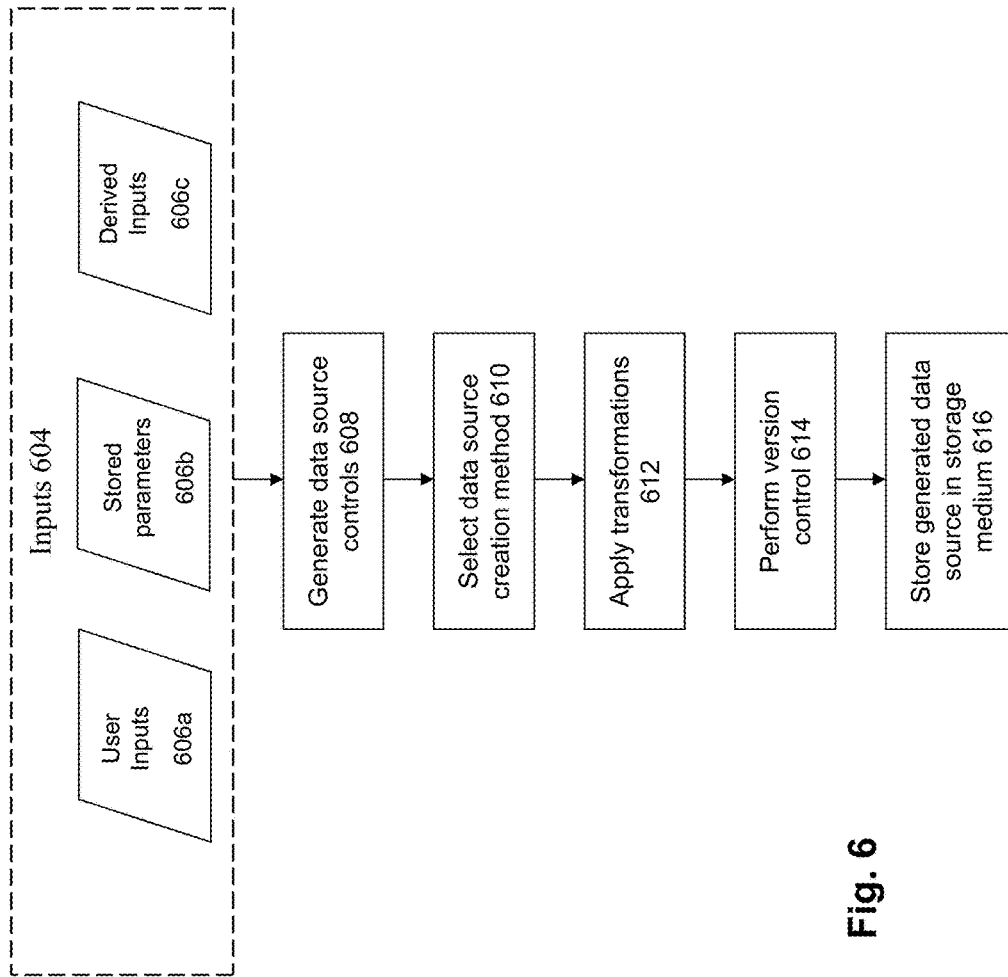 Inputs 604
User
Inputs
606a
Stored
parameters
606b
Derived
Inputs
606c
Generate data source
controls 608
Select data source
creation method 610
Apply transformations
612
Perform version
control 614
Store generated data
source in storage
medium 616
Fig. 6